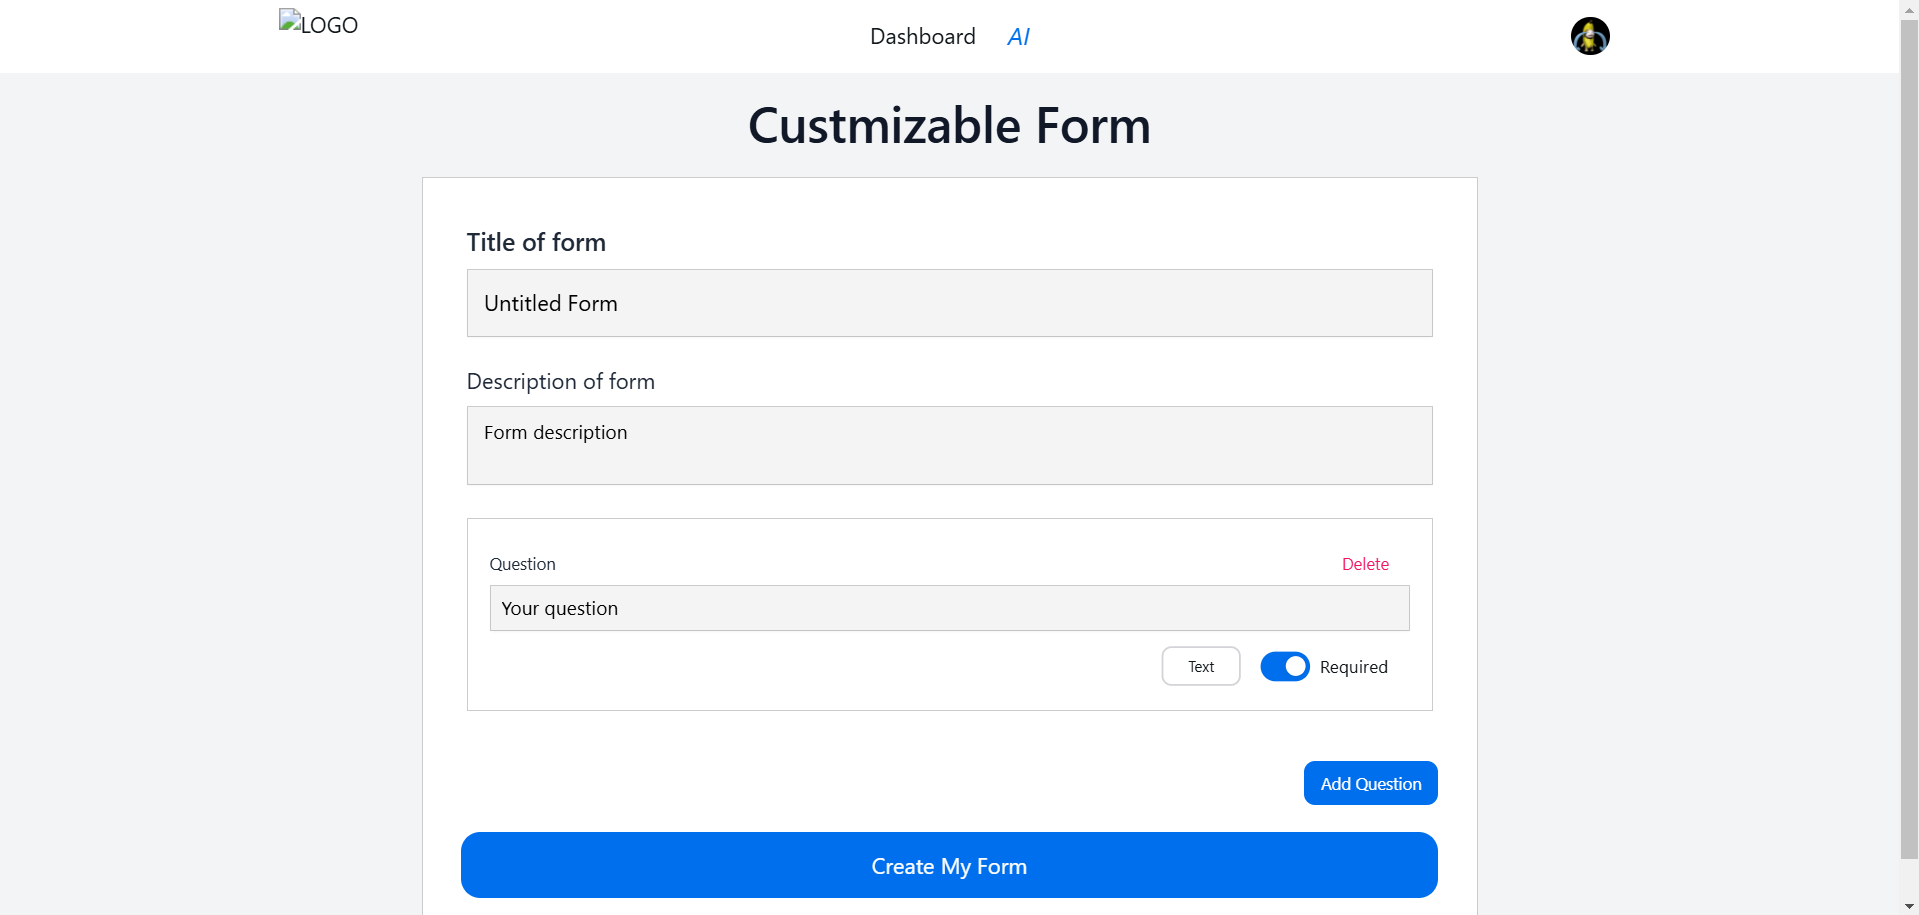 LOGO
Dashboard AI
Custmizable Form
Title of form
Untitled Form
Description of form
Form description
Question Delete
Your question
Text Required
Add Question
Create My Form